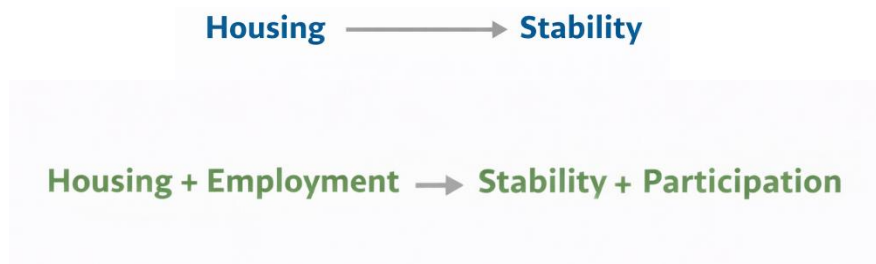 Housing → Stability
Housing + Employment → Stability + Participation